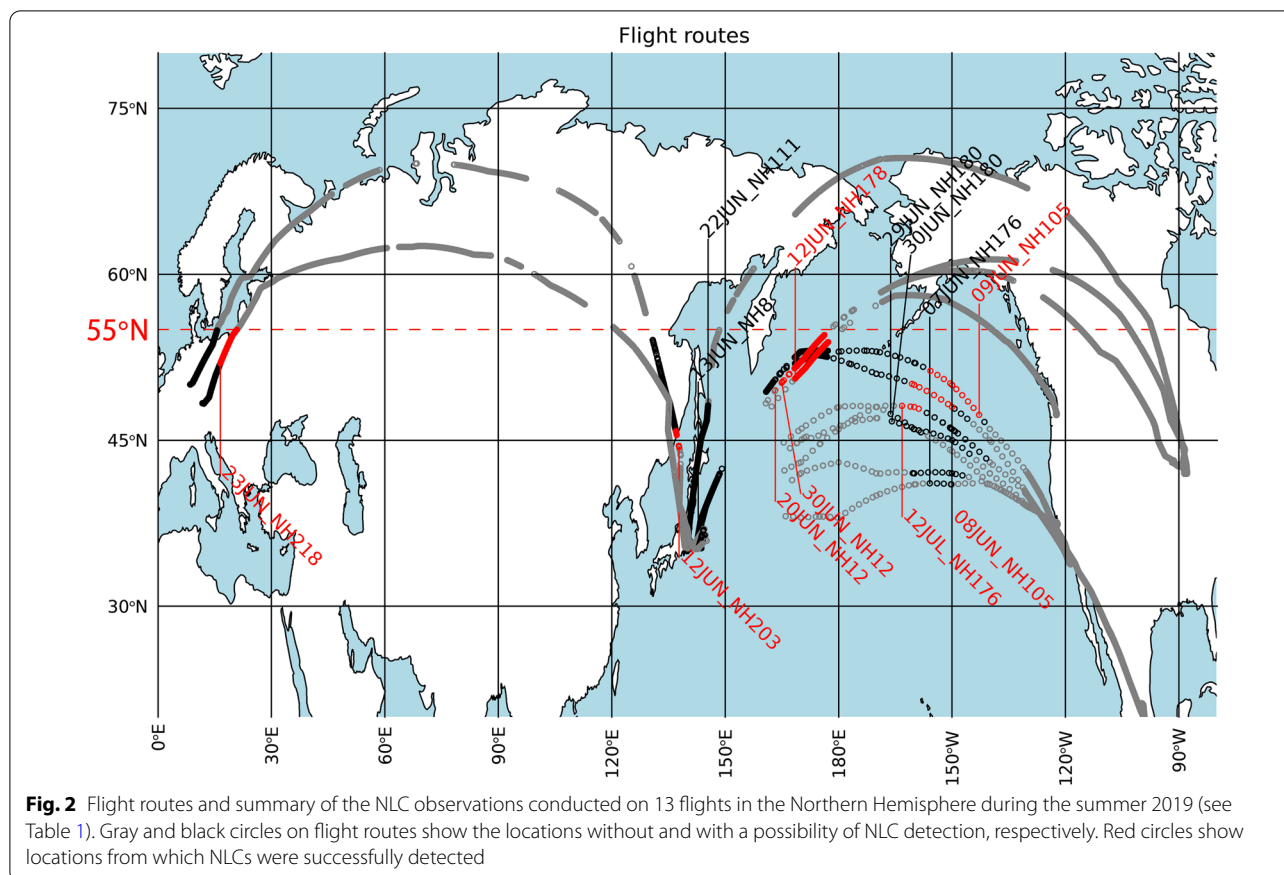 Flight routes
75°N
60°N
55°N
45°N
30°N
22JUN_NH111
12JUN_NH178
29JUN_NH180
30JUN_NH180
07JUN_NH176
09JUN_NH105
3JUN_NH8
23JUN_NH218
12JUN_NH203
20JUN_NH12
30JUN_NH12
12JUL_NH176
08JUN_NH105
0°E
30°E
60°E
90°E
120°E
150°E
180°E
150°W
120°W
90°W
Fig. 2 Flight routes and summary of the NLC observations conducted on 13 flights in the Northern Hemisphere during the summer 2019 (see
Table 1). Gray and black circles on flight routes show the locations without and with a possibility of NLC detection, respectively. Red circles show
locations from which NLCs were successfully detected